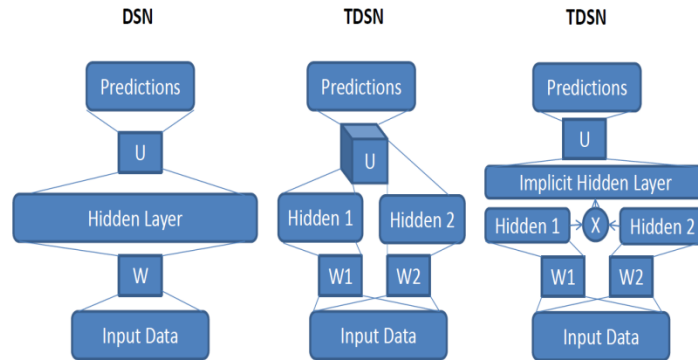 DSN
Predictions
U
Hidden Layer
W
Input Data
TDSN
Predictions
U
Hidden 1
Hidden 2
W1
W2
Input Data
TDSN
Predictions
U
Implicit Hidden Layer
Hidden 1
X
Hidden 2
W1
W2
Input Data